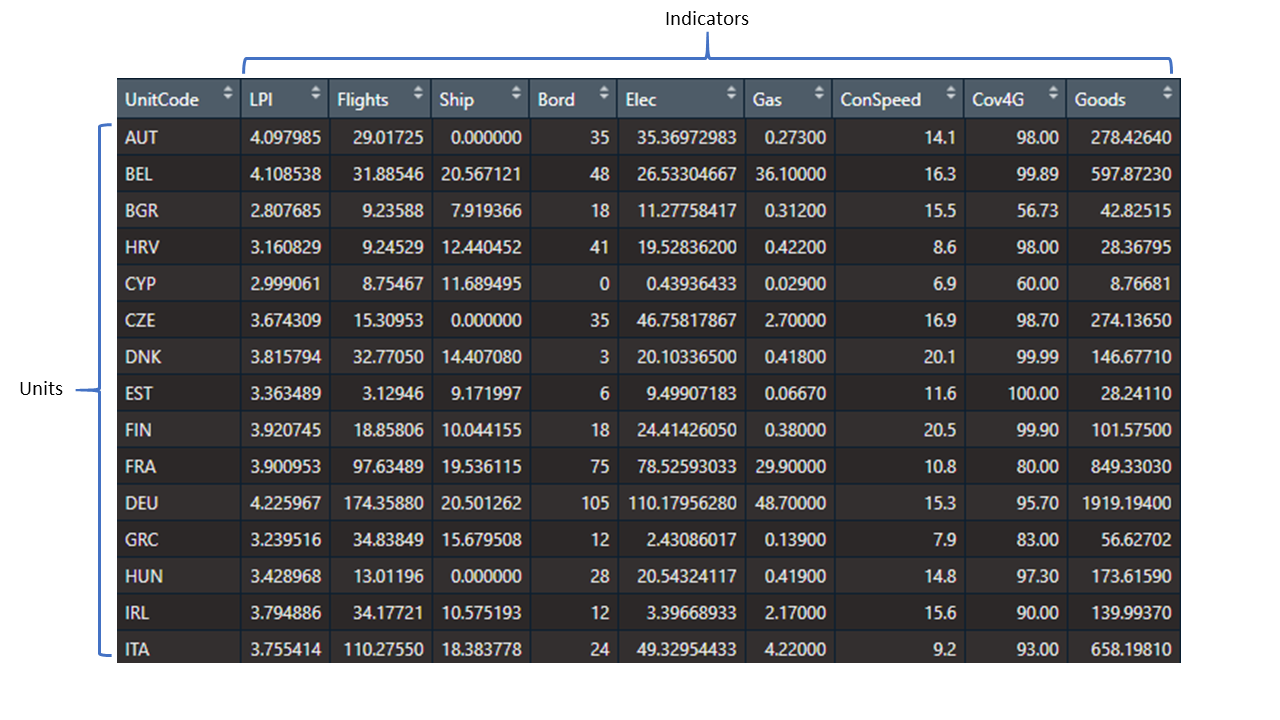 Indicators
UnitCode LPI Flights Ship Bord Elec Gas ConSpeed Cov4G Goods
AUT 4.097985 29.01725 0.000000 35 35.36972983 0.27300 14.1 98.00 278.42640
BEL 4.108538 31.88546 20.567121 48 26.53304667 36.10000 16.3 99.89 597.87230
BGR 2.807685 9.23588 7.919366 18 11.27758417 0.31200 15.5 56.73 42.82515
HRV 3.160829 9.24529 12.440452 41 19.52836200 0.42200 8.6 98.00 28.36795
CYP 2.999061 8.75467 11.689495 0 0.43936433 0.02900 6.9 60.00 8.76681
CZE 3.674309 15.30953 0.000000 35 46.75817867 2.70000 16.9 98.70 274.13650
DNK 3.815794 32.77050 14.407080 3 20.10336500 0.41800 20.1 99.99 146.67710
Units
EST 3.363489 3.12946 9.171997 6 9.49907183 0.06670 11.6 100.00 28.24110
FIN 3.920745 18.85806 10.044155 18 24.41426050 0.38000 20.5 99.90 101.57500
FRA 3.900953 97.63489 19.536115 75 78.52593033 29.90000 10.8 80.00 849.33030
DEU 4.225967 174.35880 20.501262 105 110.17956280 48.70000 15.3 95.70 1919.19400
GRC 3.239516 34.83849 15.679508 12 2.43086017 0.13900 7.9 83.00 56.62702
HUN 3.428968 13.01196 0.000000 28 20.54324117 0.41900 14.8 97.30 173.61590
IRL 3.794886 34.17721 10.575193 12 3.39668933 2.17000 15.6 90.00 139.99370
ITA 3.755414 110.27550 18.383778 24 49.32954433 4.22000 9.2 93.00 658.19810